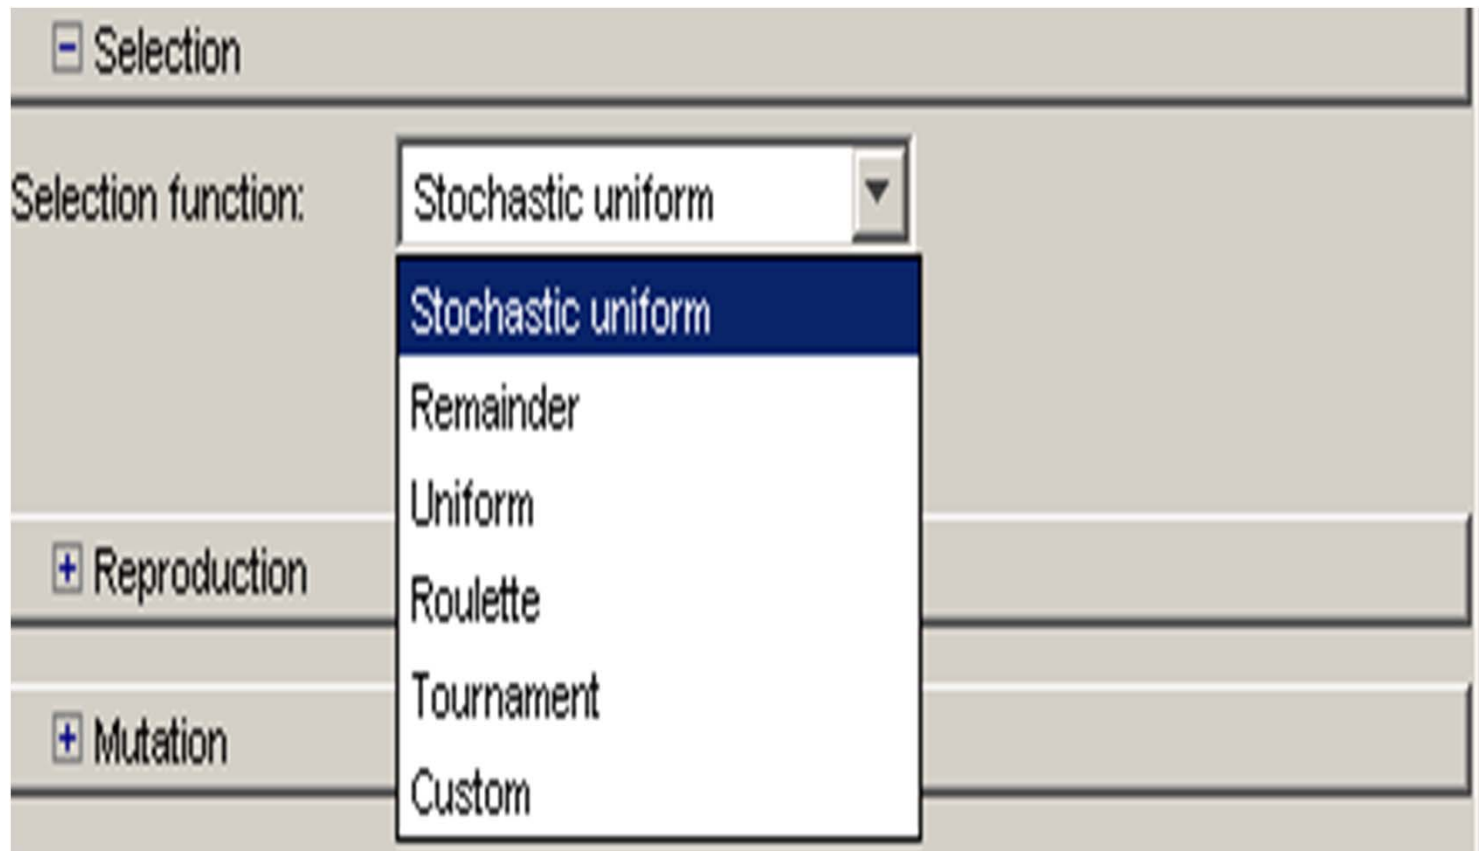 Selection
Selection function:
Stochastic uniform
Stochastic uniform
Remainder
Uniform
Roulette
Tournament
Custom
Reproduction
Mutation